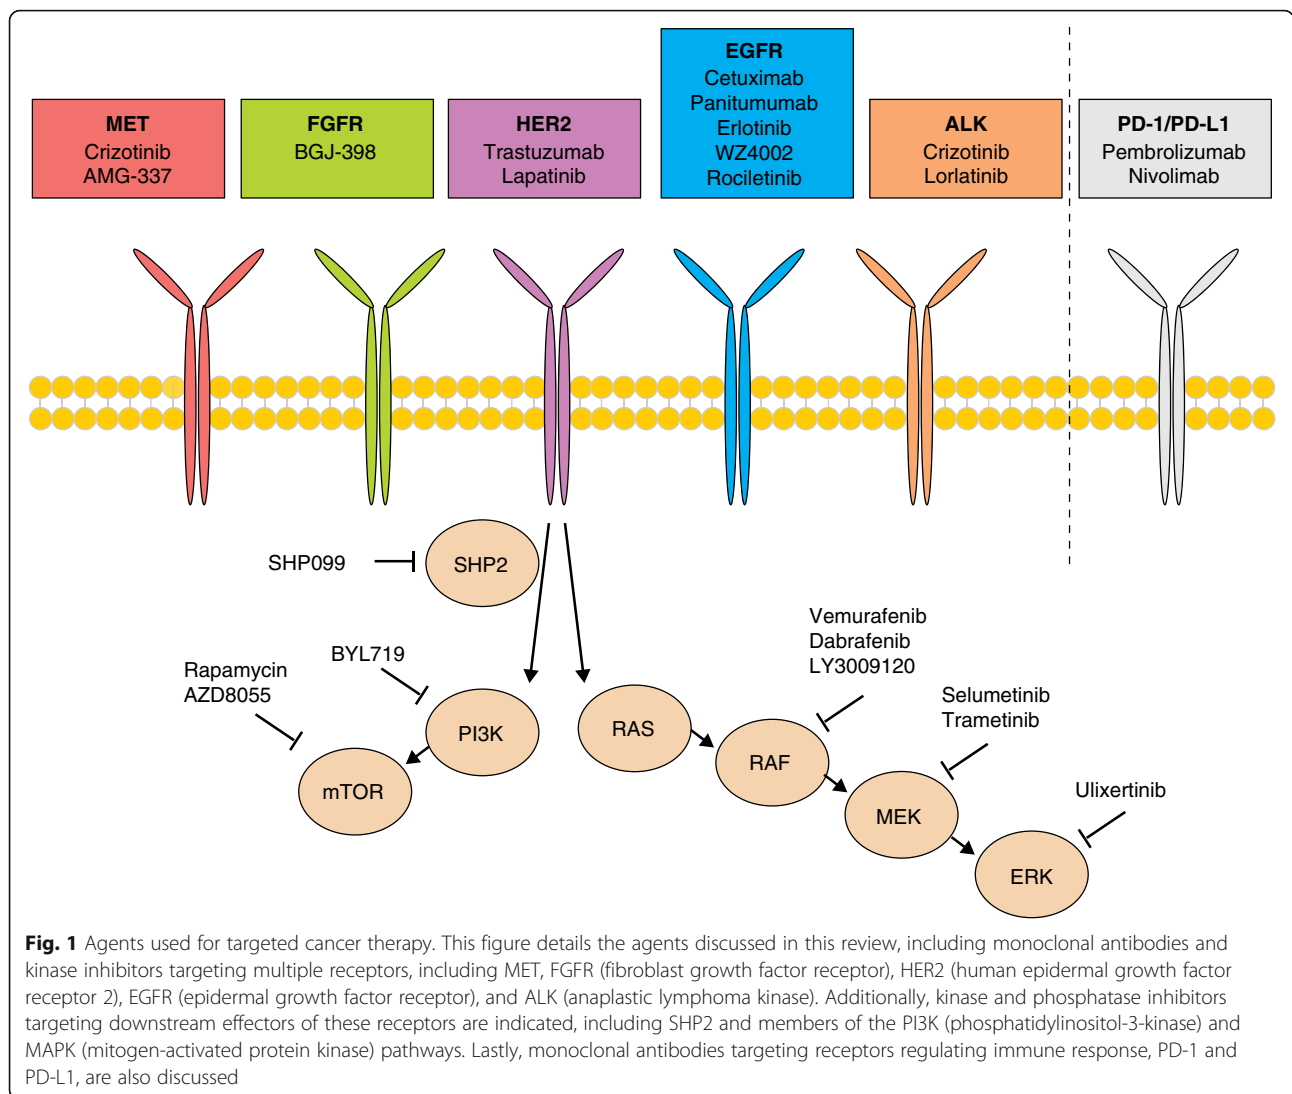 MET
Crizotinib
AMG-337
FGFR
BGJ-398
HER2
Trastuzumab
Lapatinib
EGFR
Cetuximab
Panitumumab
Erlotinib
WZ4002
Rociletinib
ALK
Crizotinib
Lorlatinib
PD-1/PD-L1
Pembrolizumab
Nivolimab
SHP099
SHP2
Rapamycin
AZD8055
BYL719
PI3K
mTOR
RAS
Vemurafenib
Dabrafenib
LY3009120
RAF
Selumetinib
Trametinib
MEK
Ulixertinib
ERK
Fig. 1 Agents used for targeted cancer therapy. This figure details the agents discussed in this review, including monoclonal antibodies and
kinase inhibitors targeting multiple receptors, including MET, FGFR (fibroblast growth factor receptor), HER2 (human epidermal growth factor
receptor 2), EGFR (epidermal growth factor receptor), and ALK (anaplastic lymphoma kinase). Additionally, kinase and phosphatase inhibitors
targeting downstream effectors of these receptors are indicated, including SHP2 and members of the PI3K (phosphatidylinositol-3-kinase) and
MAPK (mitogen-activated protein kinase) pathways. Lastly, monoclonal antibodies targeting receptors regulating immune response, PD-1 and
PD-L1, are also discussed